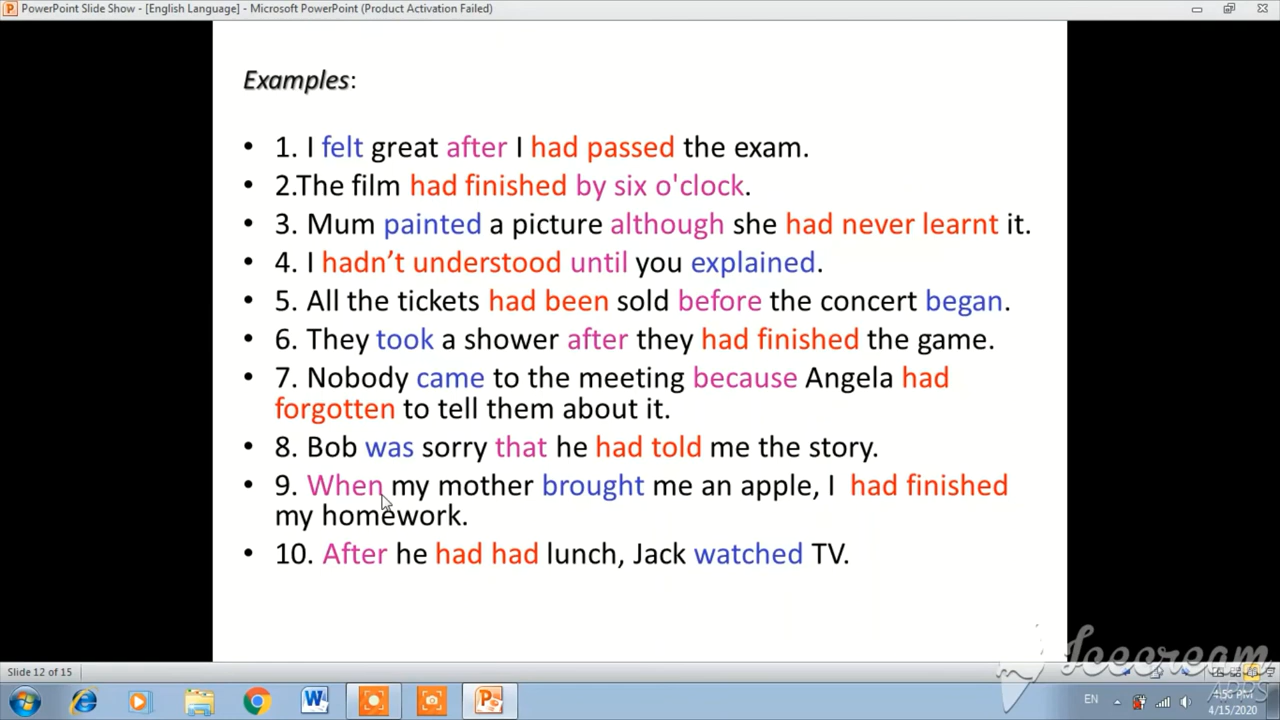 PowerPoint Slide Show - [English Language] - Microsoft PowerPoint (Product Activation Failed)
Examples:
• 1. I felt great after I had passed the exam.
• 2.The film had finished by six o'clock.
• 3. Mum painted a picture although she had never learnt it.
• 4. I hadn’t understood until you explained.
• 5. All the tickets had been sold before the concert began.
• 6. They took a shower after they had finished the game.
• 7. Nobody came to the meeting because Angela had
forgotten to tell them about it.
• 8. Bob was sorry that he had told me the story.
• 9. When my mother brought me an apple, I had finished
my homework.
• 10. After he had had lunch, Jack watched TV.
Icecream
APPS
Slide 12 of 15
EN
4:50 PM
4/15/2020